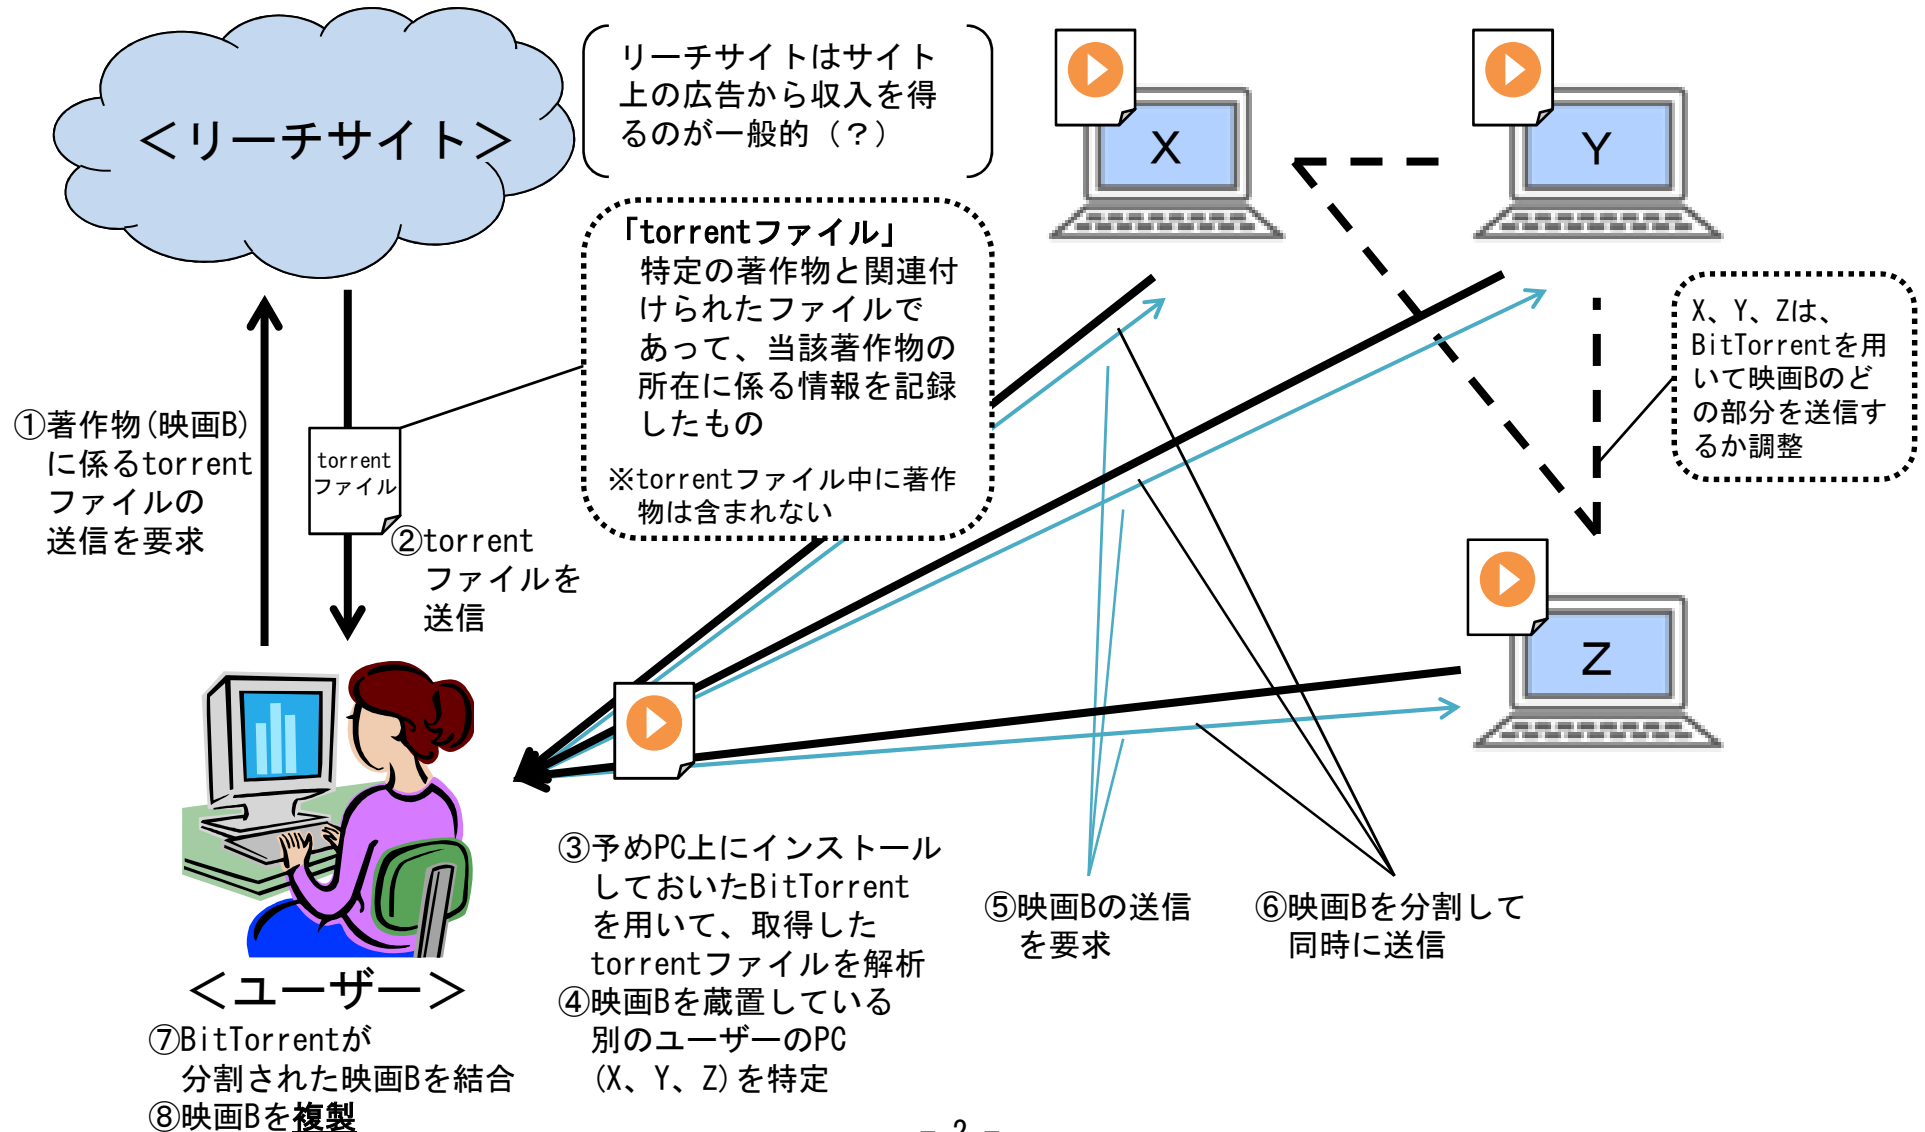 <リーチサイト>
リーチサイトはサイト
上の広告から収入を得
るのが一般的（？）
X
Y
「torrentファイル」
特定の著作物と関連付
けられたファイルで
あって、当該著作物の
所在に係る情報を記録
したもの
※torrentファイル中に著作
物は含まれない
X、Y、Zは、
BitTorrentを用
いて映画Bのど
の部分を送信す
るか調整
①著作物(映画B)
に係るtorrent
ファイルの
送信を要求
torrent
ファイル
②torrent
ファイルを
送信
Z
③予めPC上にインストール
しておいたBitTorrent
を用いて、取得した
torrentファイルを解析
④映画Bを蔵置している
別のユーザーのPC
(X、Y、Z)を特定
⑤映画Bの送信
を要求
⑥映画Bを分割して
同時に送信
<ユーザー>
⑦BitTorrentが
分割された映画Bを結合
⑧映画Bを複製
- 2 -